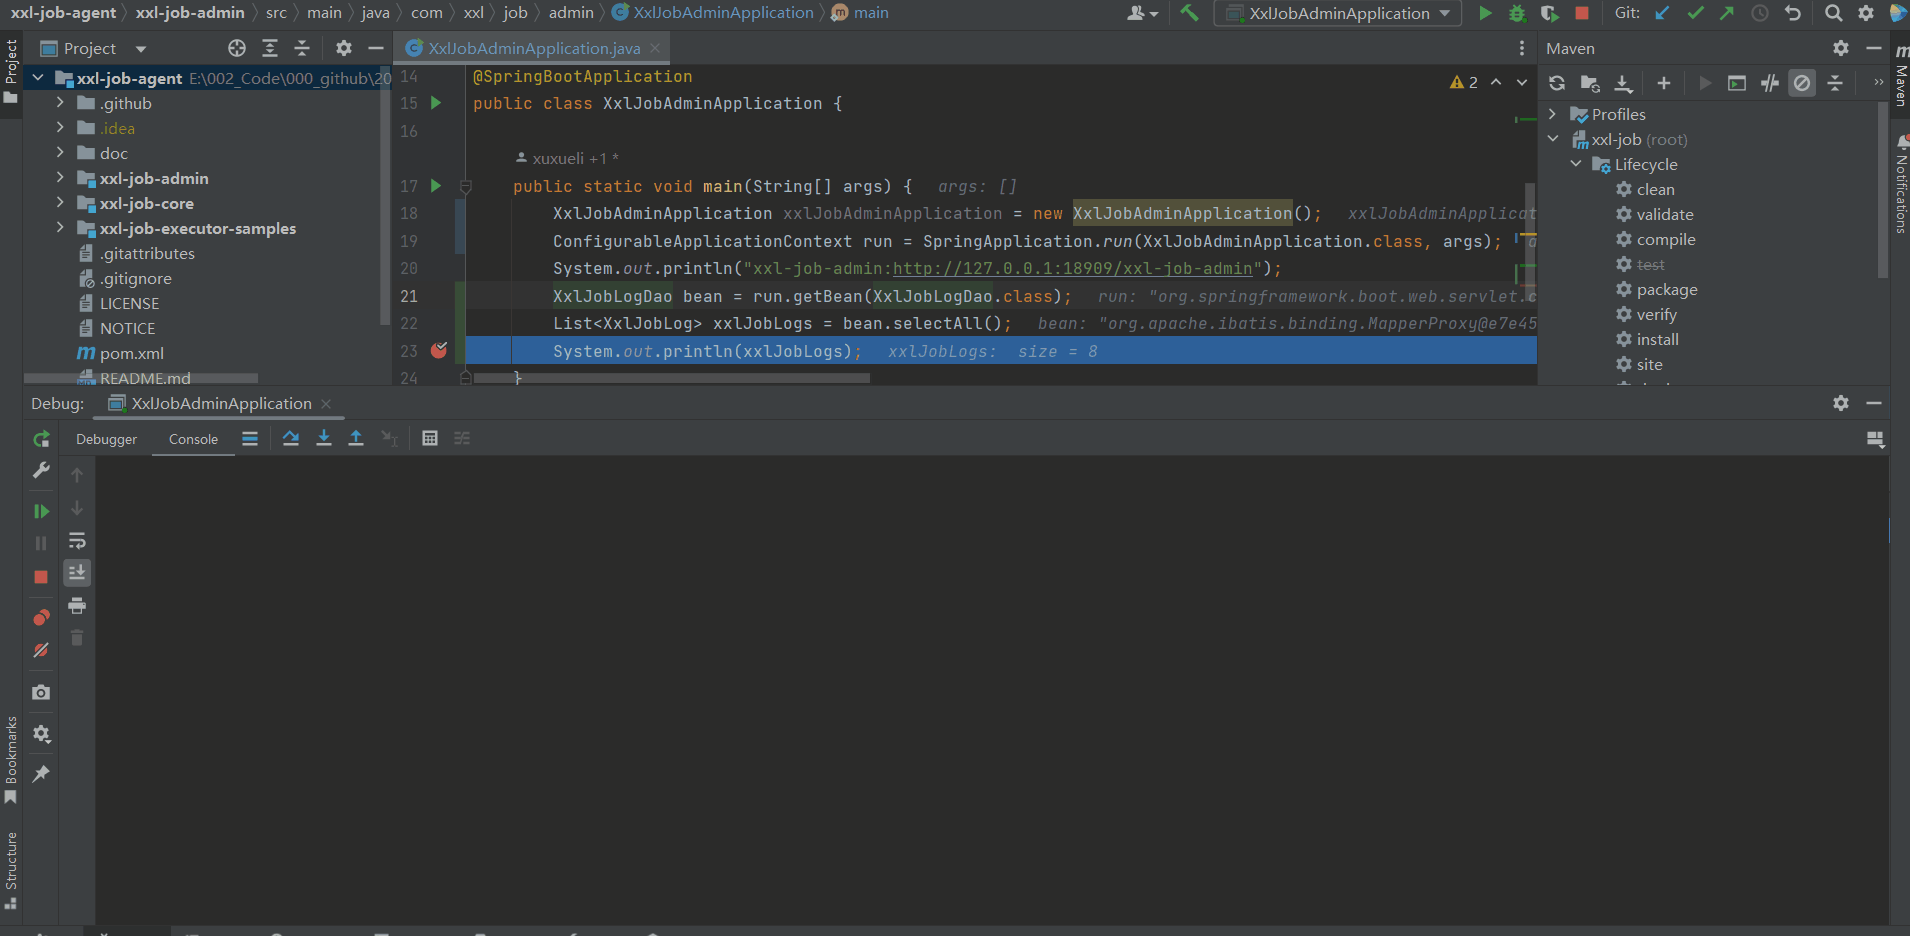 xxl-job-agent xxl-job-admin src main java com xxl job admin XxlJobAdminApplication main
XxlJobAdminApplication
Git:
Project
Project
XxlJobAdminApplication.java
Maven
Maven
Notifications
xxl-job-agent E:\002_Code\000_github\20
.github
.idea
doc
xxl-job-admin
xxl-job-core
xxl-job-executor-samples
.gitattributes
.gitignore
LICENSE
NOTICE
pom.xml
README.md
2
14 @SpringBootApplication
15 public class XxlJobAdminApplication {
16
xuxueli +1 *
17 public static void main(String[] args) { args: []
18 XxlJobAdminApplication xxlJobAdminApplication = new XxlJobAdminApplication(); xxlJobAdminApplicat
19 ConfigurableApplicationContext run = SpringApplication.run(XxlJobAdminApplication.class, args); a
20 System.out.println("xxl-job-admin:http://127.0.0.1:18909/xxl-job-admin");
21 XxlJobLogDao bean = run.getBean(XxlJobLogDao.class); run: "org.springframework.boot.web.servlet.c
22 List<XxlJobLog> xxlJobLogs = bean.selectAll(); bean: "org.apache.ibatis.binding.MapperProxy@e7e45
23 System.out.println(xxlJobLogs); xxlJobLogs: size = 8
24 }
Profiles
xxl-job (root)
Lifecycle
clean
validate
compile
test
package
verify
install
site
Debug: XxlJobAdminApplication
Debugger Console
Bookmarks
Structure